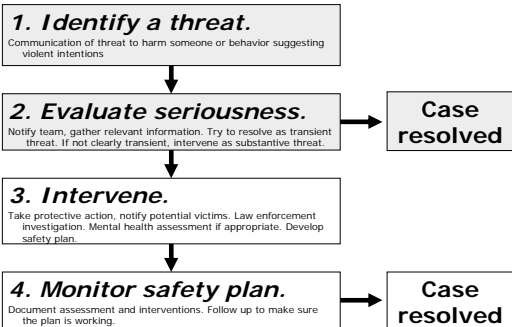 1. Identify a threat.
Communication of threat to harm someone or behavior suggesting
violent intentions
2. Evaluate seriousness.
Notify team, gather relevant information. Try to resolve as transient
threat. If not clearly transient, intervene as substantive threat.
Case
resolved
3. Intervene.
Take protective action, notify potential victims. Law enforcement
investigation. Mental health assessment if appropriate. Develop
safety plan.
4. Monitor safety plan.
Document assessment and interventions. Follow up to make sure
the plan is working.
Case
resolved